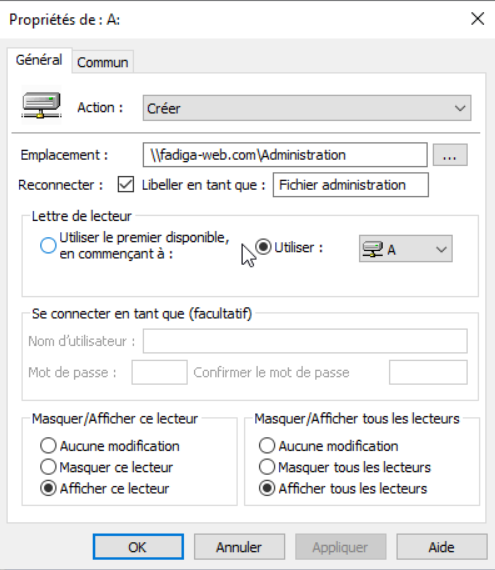 Propriétés de : A:
Général
Commun
Action :
Créer
Emplacement :
\\fadiga-web.com\Administration
...
Reconnecter :
Libeller en tant que :
Fichier administration
Lettre de lecteur
Utiliser le premier disponible,
en commençant à :
Utiliser :
A
Se connecter en tant que (facultatif)
Nom d'utilisateur :
Mot de passe :
Confirmer le mot de passe
Masquer/Afficher ce lecteur
Aucune modification
Masquer ce lecteur
Afficher ce lecteur
Masquer/Afficher tous les lecteurs
Aucune modification
Masquer tous les lecteurs
Afficher tous les lecteurs
OK
Annuler
Appliquer
Aide